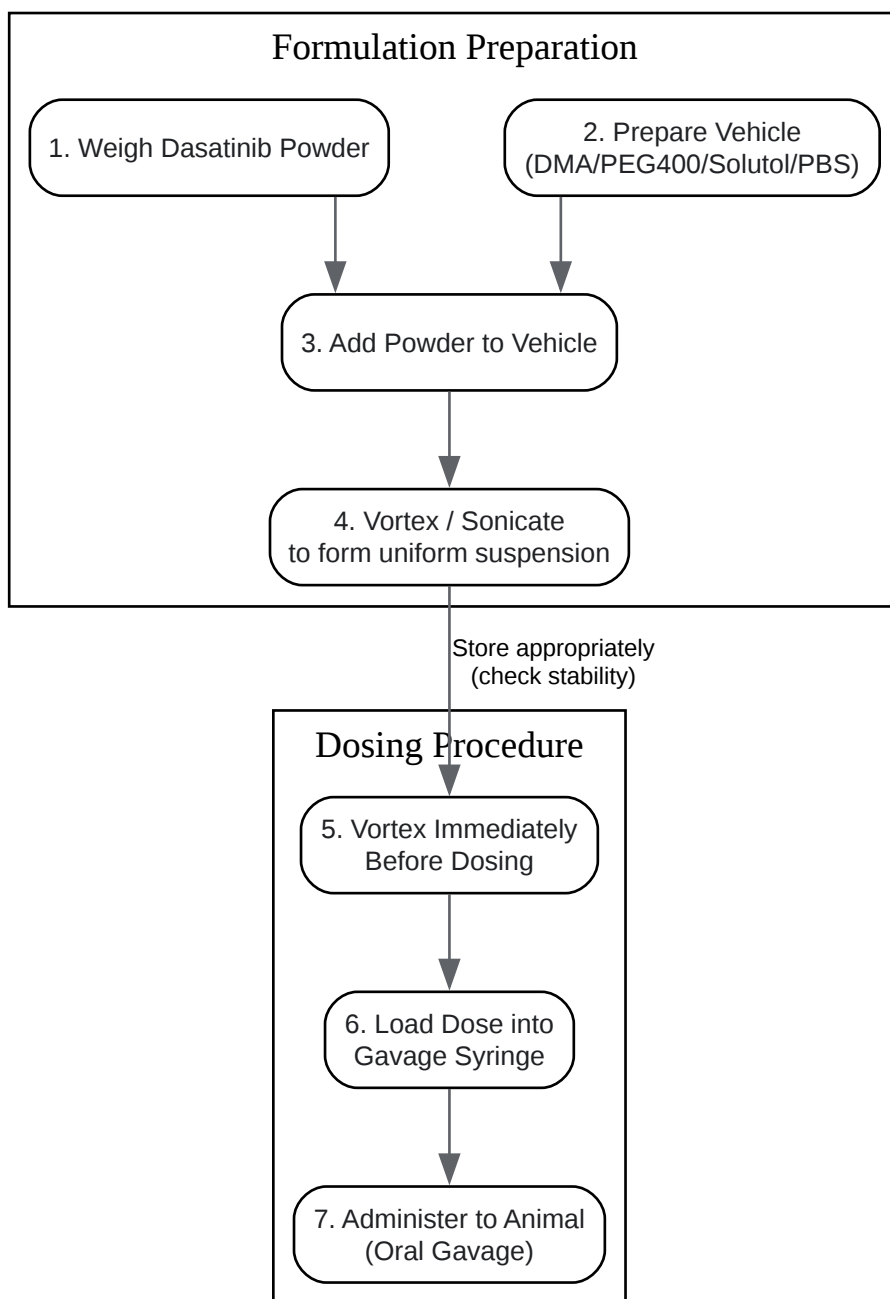 Formulation Preparation
1. Weigh Dasatinib Powder
2. Prepare Vehicle
(DMA/PEG400/Solutol/PBS)
3. Add Powder to Vehicle
4. Vortex / Sonicate
to form uniform suspension
Store appropriately
(check stability)
Dosing Procedure
5. Vortex Immediately
Before Dosing
6. Load Dose into
Gavage Syringe
7. Administer to Animal
(Oral Gavage)